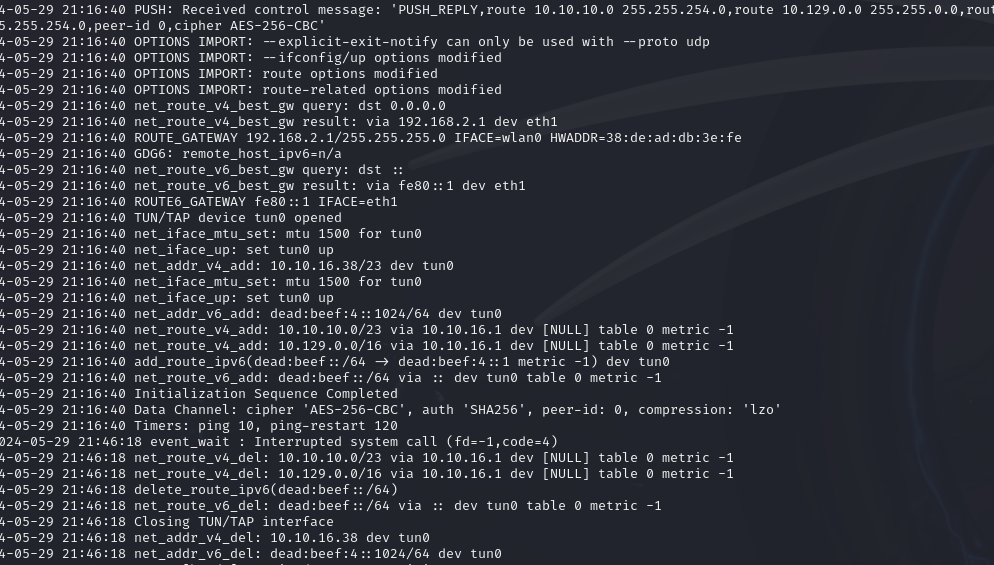 4-05-29 21:16:40 PUSH: Received control message: 'PUSH_REPLY,route 10.10.10.0 255.255.254.0,route 10.129.0.0 255.255.0.0,rout
5.255.254.0,peer-id 0,cipher AES-256-CBC'
4-05-29 21:16:40 OPTIONS IMPORT: --explicit-exit-notify can only be used with --proto udp
4-05-29 21:16:40 OPTIONS IMPORT: --ifconfig/up options modified
4-05-29 21:16:40 OPTIONS IMPORT: route options modified
4-05-29 21:16:40 OPTIONS IMPORT: route-related options modified
4-05-29 21:16:40 net_route_v4_best_gw query: dst 0.0.0.0
4-05-29 21:16:40 net_route_v4_best_gw result: via 192.168.2.1 dev eth1
4-05-29 21:16:40 ROUTE_GATEWAY 192.168.2.1/255.255.255.0 IFACE=wlan0 HWADDR=38:de:ad:db:3e:fe
4-05-29 21:16:40 GDG6: remote_host_ipv6=n/a
4-05-29 21:16:40 net_route_v6_best_gw query: dst ::
4-05-29 21:16:40 net_route_v6_best_gw result: via fe80::1 dev eth1
4-05-29 21:16:40 ROUTE6_GATEWAY fe80::1 IFACE=eth1
4-05-29 21:16:40 TUN/TAP device tun0 opened
4-05-29 21:16:40 net_iface_mtu_set: mtu 1500 for tun0
4-05-29 21:16:40 net_iface_up: set tun0 up
4-05-29 21:16:40 net_addr_v4_add: 10.10.16.38/23 dev tun0
4-05-29 21:16:40 net_iface_mtu_set: mtu 1500 for tun0
4-05-29 21:16:40 net_iface_up: set tun0 up
4-05-29 21:16:40 net_addr_v6_add: dead:beef:4::1024/64 dev tun0
4-05-29 21:16:40 net_route_v4_add: 10.10.10.0/23 via 10.10.16.1 dev [NULL] table 0 metric -1
4-05-29 21:16:40 net_route_v4_add: 10.129.0.0/16 via 10.10.16.1 dev [NULL] table 0 metric -1
4-05-29 21:16:40 add_route_ipv6(dead:beef::/64 -> dead:beef:4::1 metric -1) dev tun0
4-05-29 21:16:40 net_route_v6_add: dead:beef::/64 via :: dev tun0 table 0 metric -1
4-05-29 21:16:40 Initialization Sequence Completed
4-05-29 21:16:40 Data Channel: cipher 'AES-256-CBC', auth 'SHA256', peer-id: 0, compression: 'lzo'
4-05-29 21:16:40 Timers: ping 10, ping-restart 120
024-05-29 21:46:18 event_wait : Interrupted system call (fd=-1,code=4)
4-05-29 21:46:18 net_route_v4_del: 10.10.10.0/23 via 10.10.16.1 dev [NULL] table 0 metric -1
4-05-29 21:46:18 net_route_v4_del: 10.129.0.0/16 via 10.10.16.1 dev [NULL] table 0 metric -1
4-05-29 21:46:18 delete_route_ipv6(dead:beef::/64)
4-05-29 21:46:18 net_route_v6_del: dead:beef::/64 via :: dev tun0 table 0 metric -1
4-05-29 21:46:18 Closing TUN/TAP interface
4-05-29 21:46:18 net_addr_v4_del: 10.10.16.38 dev tun0
4-05-29 21:46:18 net_addr_v6_del: dead:beef:4::1024/64 dev tun0